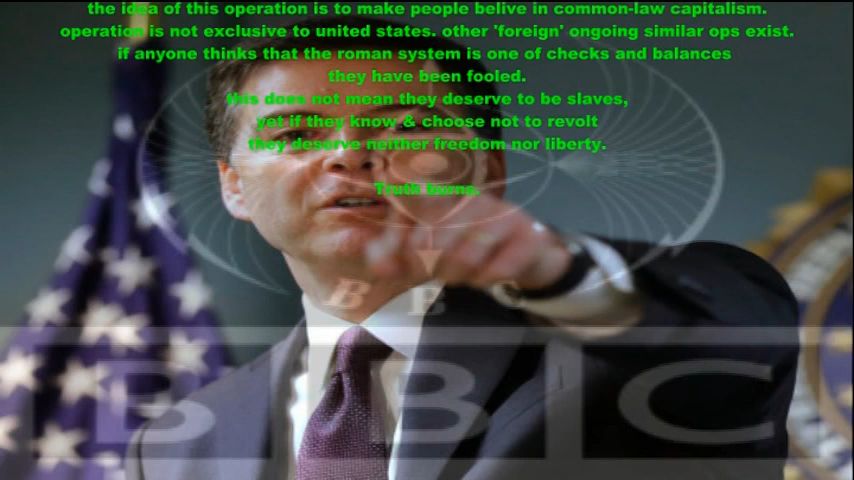 the idea of this operation is to make people belive in common-law capitalism.
operation is not exclusive to united states. other 'foreign' ongoing similar ops exist.
if anyone thinks that the roman system is one of checks and balances
they have been fooled.
this does not mean they deserve to be slaves,
yet if they know & choose not to revolt
they deserve neither freedom nor liberty.
Truth burns.
B B C
B B C